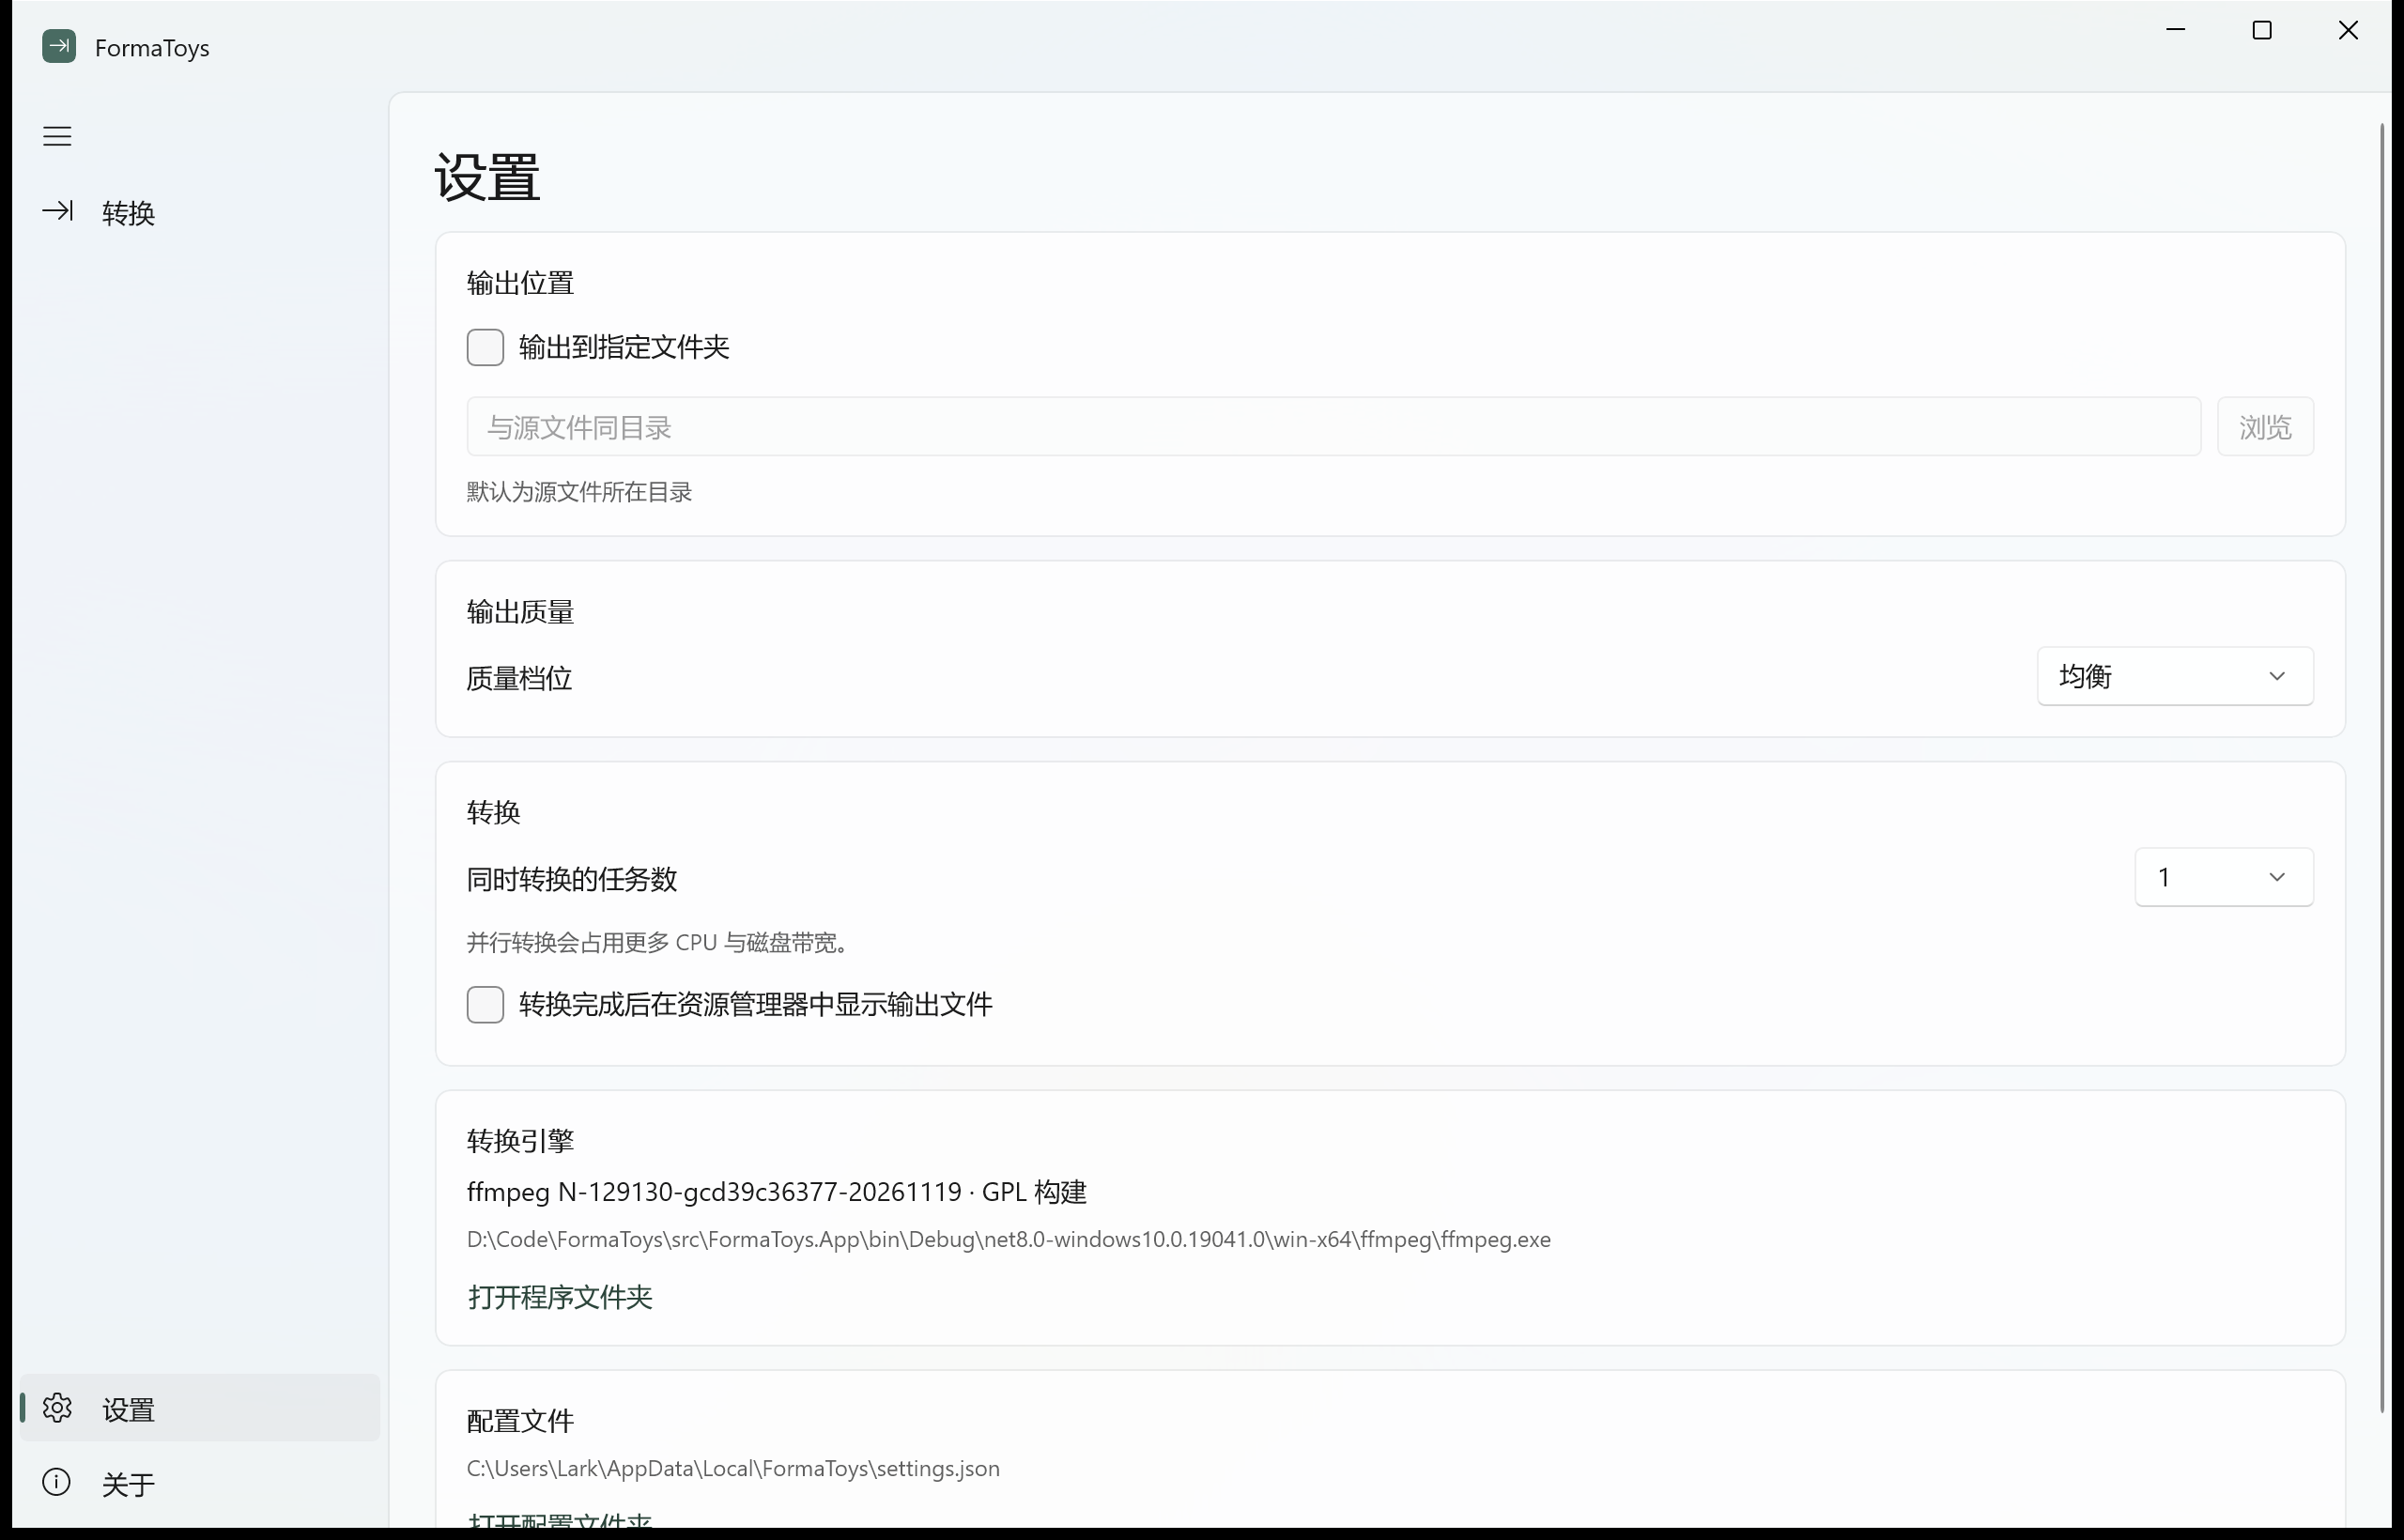 FormaToys
转换
设置
输出位置
输出到指定文件夹
与源文件同目录
浏览
默认为源文件所在目录
输出质量
质量档位
均衡
转换
同时转换的任务数
1
并行转换会占用更多 CPU 与磁盘带宽。
转换完成后在资源管理器中显示输出文件
转换引擎
ffmpeg N-129130-gcd39c36377-20261119 · GPL 构建
D:\Code\FormaToys\src\FormaToys.App\bin\Debug\net8.0-windows10.0.19041.0\win-x64\ffmpeg\ffmpeg.exe
打开程序文件夹
配置文件
C:\Users\Lark\AppData\Local\FormaToys\settings.json
打开配置文件夹
设置
关于